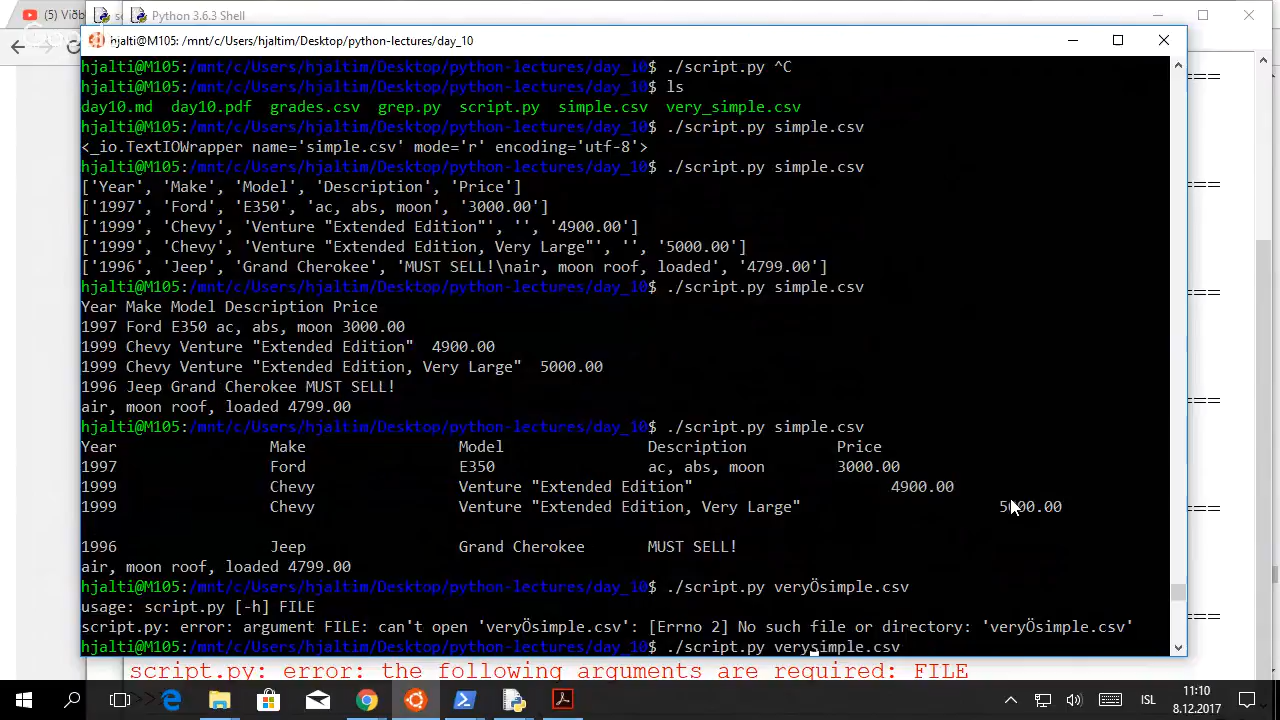 (5) Viðb
Python 3.6.3 Shell
hjalti@M105: /mnt/c/Users/hjaltim/Desktop/python-lectures/day_10
hjalti@M105:/mnt/c/Users/hjaltim/Desktop/python-lectures/day_10$ ./script.py ^C
hjalti@M105:/mnt/c/Users/hjaltim/Desktop/python-lectures/day_10$ ls
day10.md day10.pdf grades.csv grep.py script.py simple.csv very_simple.csv
hjalti@M105:/mnt/c/Users/hjaltim/Desktop/python-lectures/day_10$ ./script.py simple.csv
<_io.TextIOWrapper name='simple.csv' mode='r' encoding='utf-8'>
hjalti@M105:/mnt/c/Users/hjaltim/Desktop/python-lectures/day_10$ ./script.py simple.csv
['Year', 'Make', 'Model', 'Description', 'Price']
['1997', 'Ford', 'E350', 'ac, abs, moon', '3000.00']
['1999', 'Chevy', 'Venture "Extended Edition"', '', '4900.00']
['1999', 'Chevy', 'Venture "Extended Edition, Very Large"', '', '5000.00']
['1996', 'Jeep', 'Grand Cherokee', 'MUST SELL!\nair, moon roof, loaded', '4799.00']
hjalti@M105:/mnt/c/Users/hjaltim/Desktop/python-lectures/day_10$ ./script.py simple.csv
Year Make Model Description Price
1997 Ford E350 ac, abs, moon 3000.00
1999 Chevy Venture "Extended Edition"  4900.00
1999 Chevy Venture "Extended Edition, Very Large"  5000.00
1996 Jeep Grand Cherokee MUST SELL!
air, moon roof, loaded 4799.00
hjalti@M105:/mnt/c/Users/hjaltim/Desktop/python-lectures/day_10$ ./script.py simple.csv
Year Make Model Description Price
1997 Ford E350 ac, abs, moon 3000.00
1999 Chevy Venture "Extended Edition" 4900.00
1999 Chevy Venture "Extended Edition, Very Large" 5000.00
1996 Jeep Grand Cherokee MUST SELL!
air, moon roof, loaded 4799.00
hjalti@M105:/mnt/c/Users/hjaltim/Desktop/python-lectures/day_10$ ./script.py veryÖsimple.csv
usage: script.py [-h] FILE
script.py: error: argument FILE: can't open 'veryÖsimple.csv': [Errno 2] No such file or directory: 'veryÖsimple.csv'
hjalti@M105:/mnt/c/Users/hjaltim/Desktop/python-lectures/day_10$ ./script.py verysimple.csv
script.py: error: the following arguments are required: FILE
===
===
===
===
===
===
ISL
11:10
8.12.2017